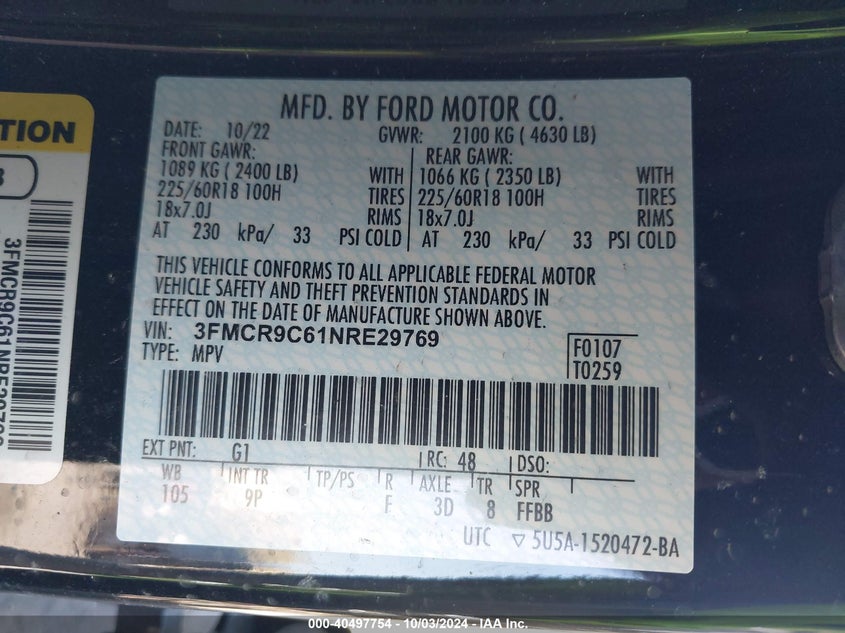 TION
3FMCR9C61NRE29769
MFD. BY FORD MOTOR CO.
DATE: 10/22 GVWR: 2100 KG ( 4630 LB)
FRONT GAWR: REAR GAWR:
1089 KG ( 2400 LB) WITH 1066 KG ( 2350 LB) WITH
225/60R18 100H TIRES 225/60R18 100H TIRES
18x7.0J RIMS 18x7.0J RIMS
AT 230 kPa/ 33 PSI COLD AT 230 kPa/ 33 PSI COLD
THIS VEHICLE CONFORMS TO ALL APPLICABLE FEDERAL MOTOR
VEHICLE SAFETY AND THEFT PREVENTION STANDARDS IN
EFFECT ON THE DATE OF MANUFACTURE SHOWN ABOVE.
VIN: 3FMCR9C61NRE29769
TYPE: MPV
F0107
T0259
EXT PNT: G1 RC: 48 DSO:
WB INT TR TP/PS R AXLE TR SPR
105 9P F 3D 8 FFBB
UTC ▽ 5U5A-1520472-BA
000-40497754 - 10/03/2024 - IAA Inc.